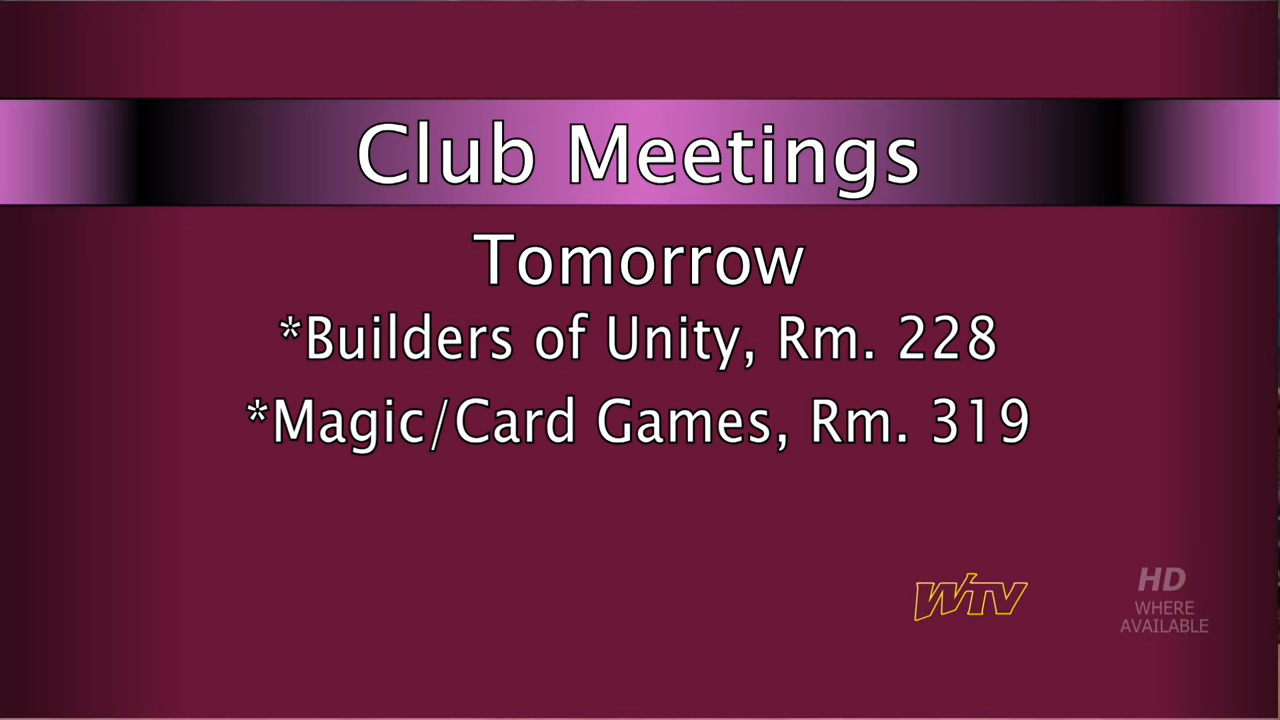 Club Meetings
Tomorrow
*Builders of Unity, Rm. 228
*Magic/Card Games, Rm. 319
WTV
HD
WHERE
AVAILABLE